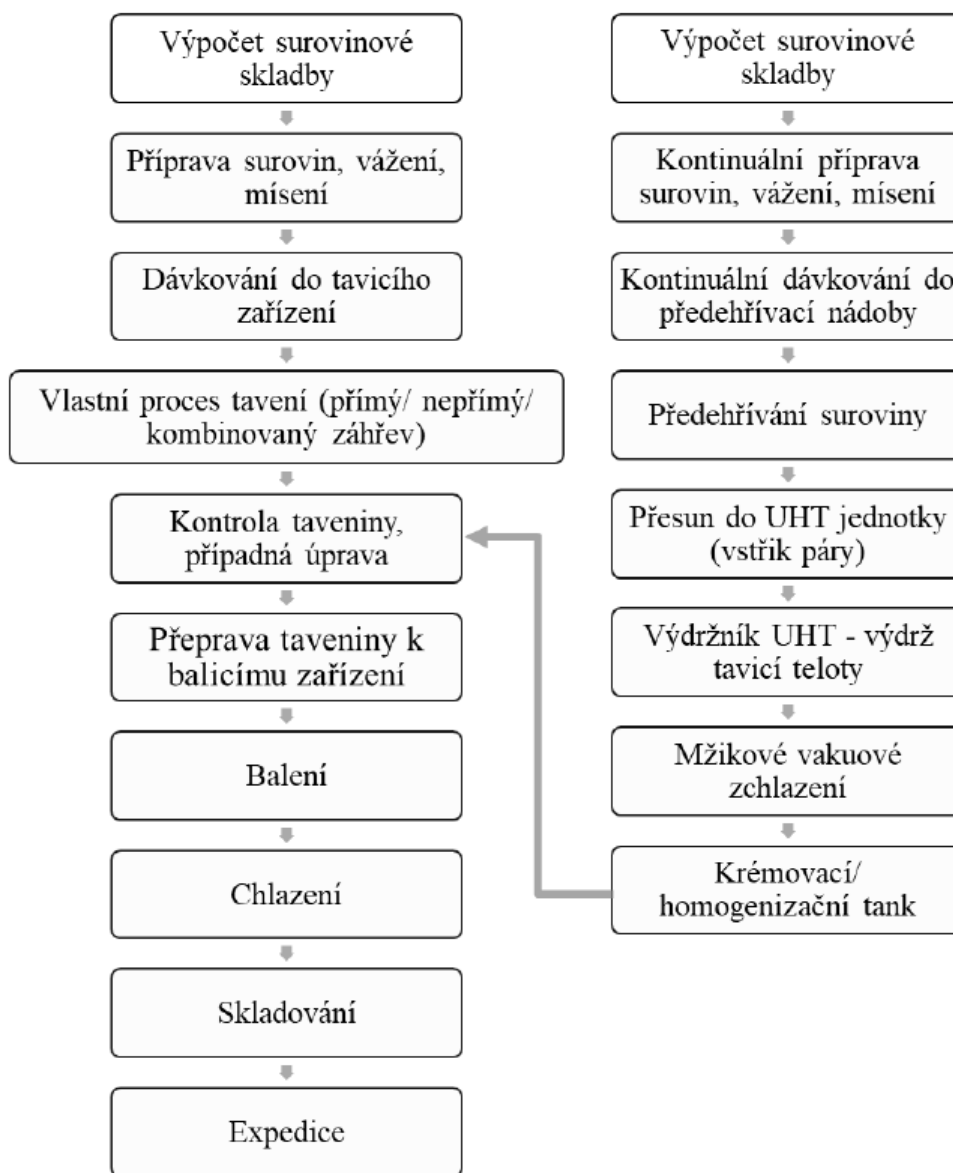 Výpočet surovinové
skladby
Příprava surovin, vážení,
mísení
Dávkování do tavicího
zařízení
Vlastní proces tavení (přímý/ nepřímý/
kombinovaný záhřev)
Kontrola taveniny,
případná úprava
Přeprava taveniny k
balicímu zařízení
Balení
Chlazení
Skladování
Expedice
Výpočet surovinové
skladby
Kontinuální příprava
surovin, vážení, mísení
Kontinuální dávkování do
předehřívací nádoby
Předehřívání suroviny
Přesun do UHT jednotky
(vstřik páry)
Výdržník UHT - výdrž
tavicí teloty
Mžikové vakuové
zchlazení
Krémovací/
homogenizační tank